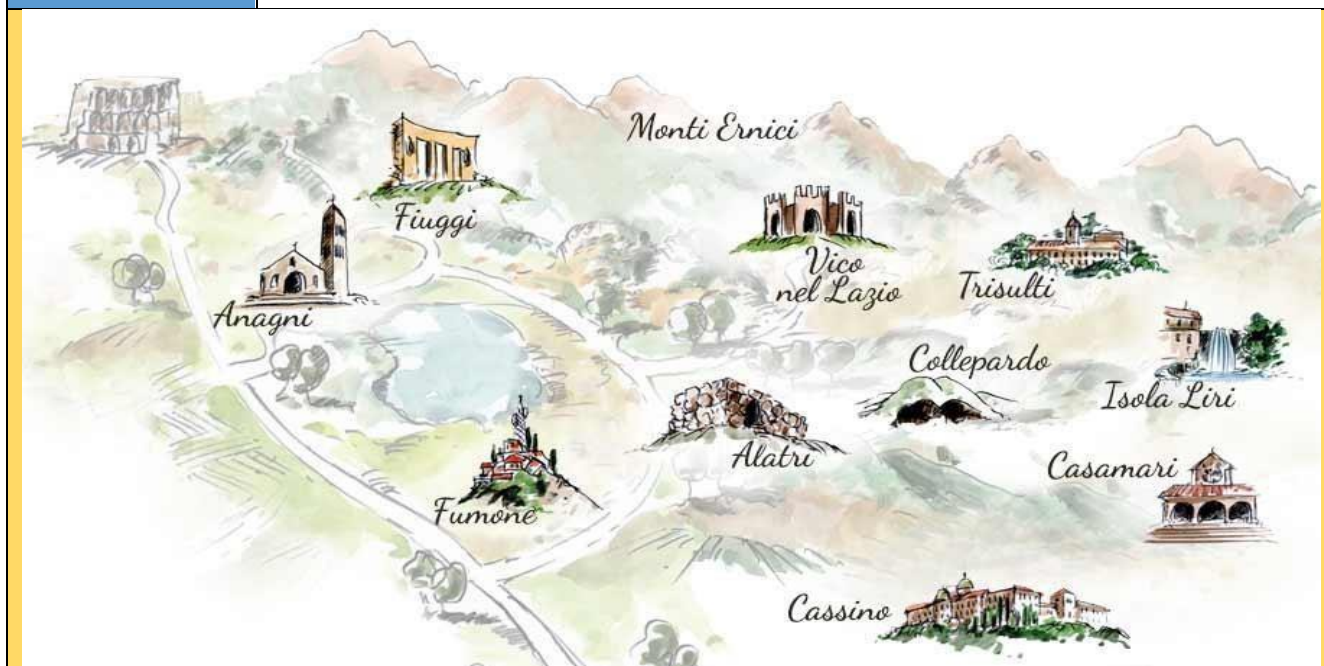 Monti Ernici
Fiuggi
Vico
nel Lazio
Trisulti
Anagni
Collepardo
Isola Liri
Alatri
Casamari
Fumone
Cassino